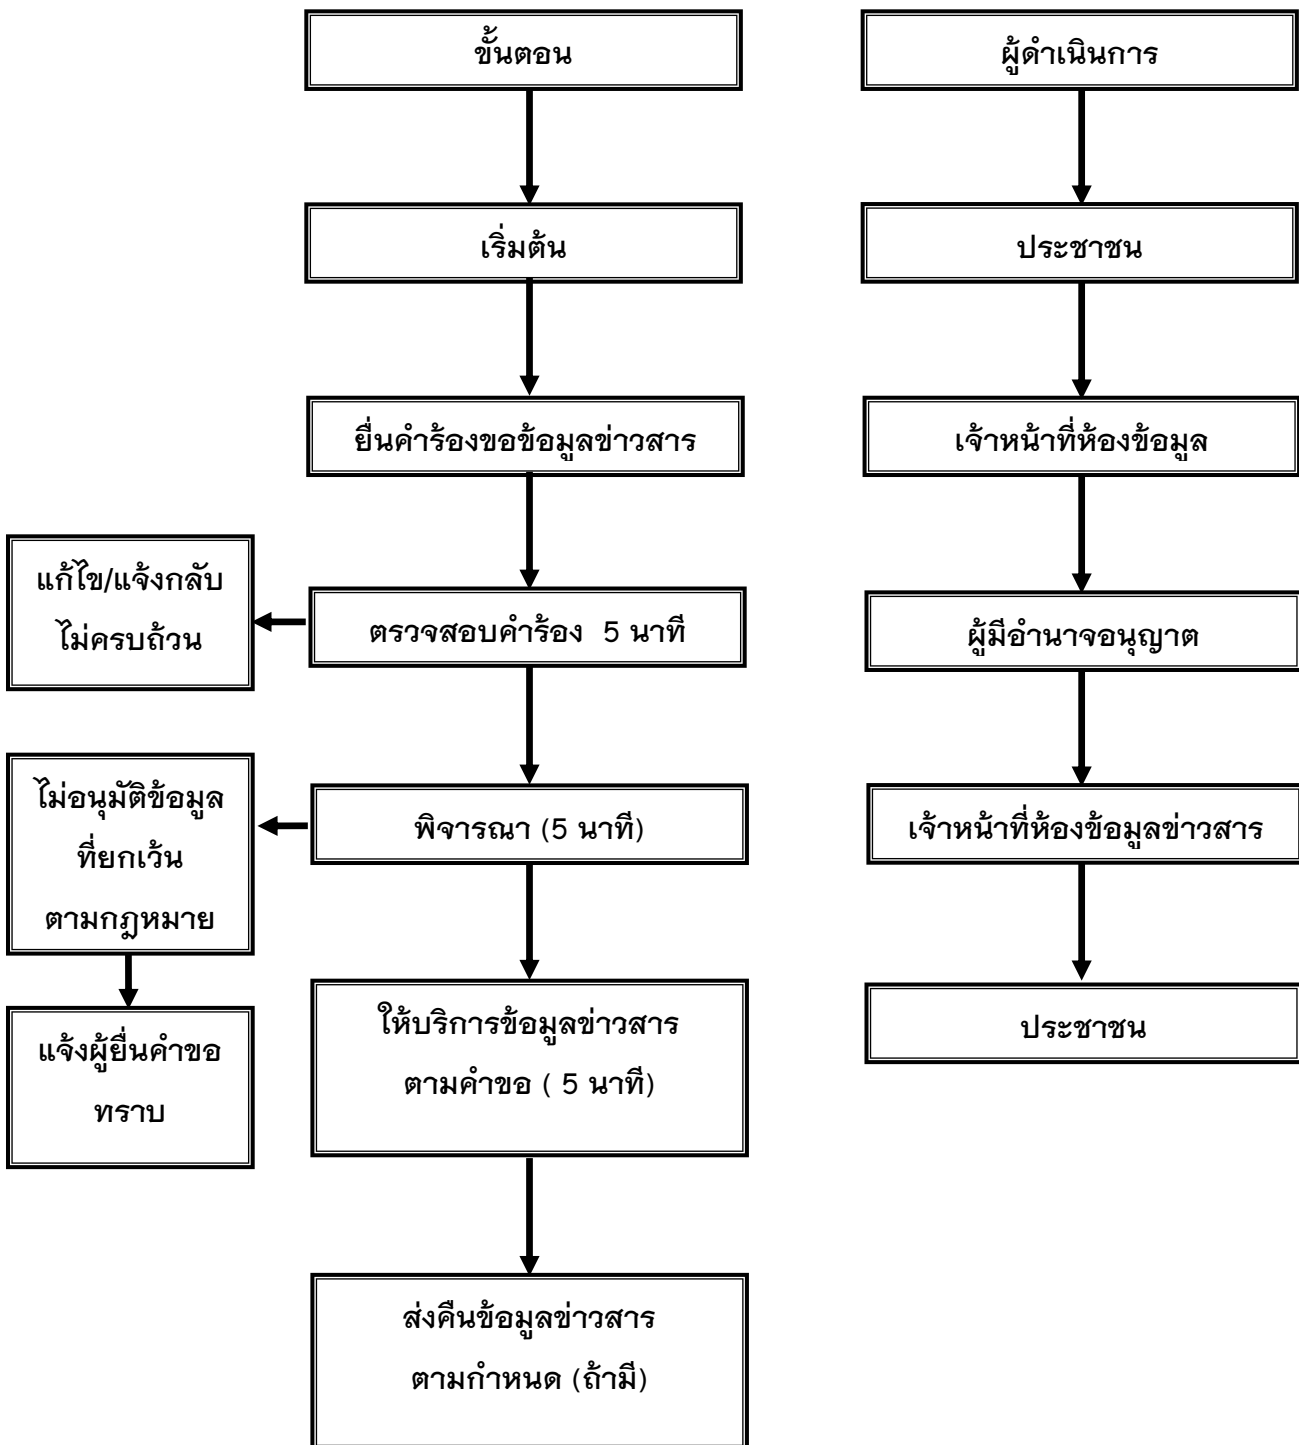 ขั้นตอน
ผู้ดำเนินการ
เริ่มต้น
ประชาชน
ยื่นคำร้องขอข้อมูลข่าวสาร
เจ้าหน้าที่ห้องข้อมูล
แก้ไข/แจ้งกลับ
ไม่ครบถ้วน
ตรวจสอบคำร้อง 5 นาที
ผู้มีอำนาจอนุญาต
ไม่อนุมัติข้อมูล
ที่ยกเว้น
ตามกฎหมาย
พิจารณา (5 นาที)
เจ้าหน้าที่ห้องข้อมูลข่าวสาร
แจ้งผู้ยื่นคำขอ
ทราบ
ให้บริการข้อมูลข่าวสาร
ตามคำขอ ( 5 นาที)
ประชาชน
ส่งคืนข้อมูลข่าวสาร
ตามกำหนด (ถ้ามี)